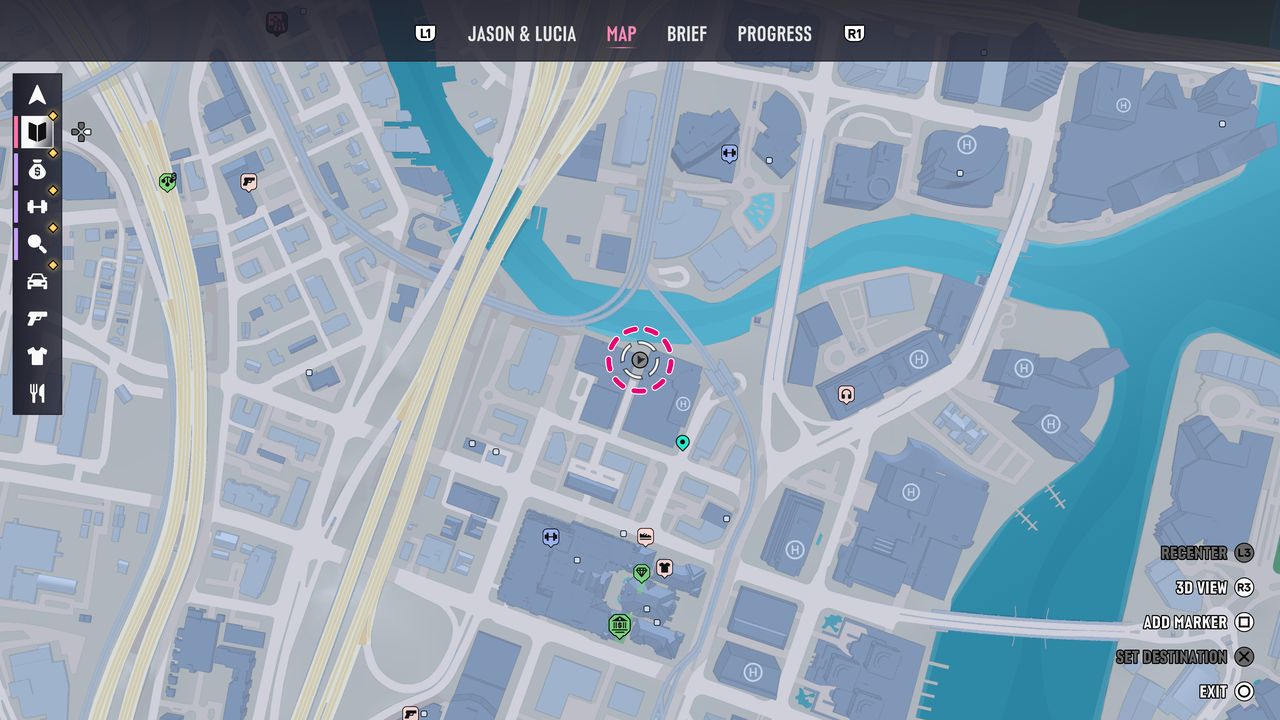 L1 JASON & LUCIA MAP BRIEF PROGRESS R1
H
H
H
H
H
H
H
H
H
H
RECENTER L3
3D VIEW R3
ADD MARKER
SET DESTINATION
EXIT